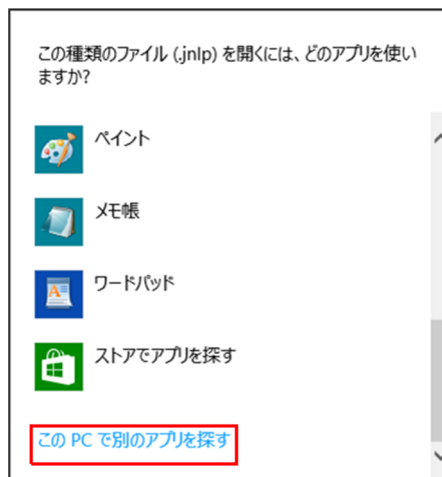 この種類のファイル (.jnlp) を開くには、どのアプリを使い
ますか?
ペイント
メモ帳
ワードパッド
ストアでアプリを探す
この PC で別のアプリを探す